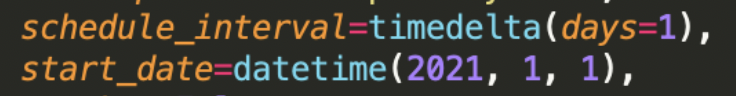 schedule_interval=timedelta(days=1),
start_date=datetime(2021, 1, 1),